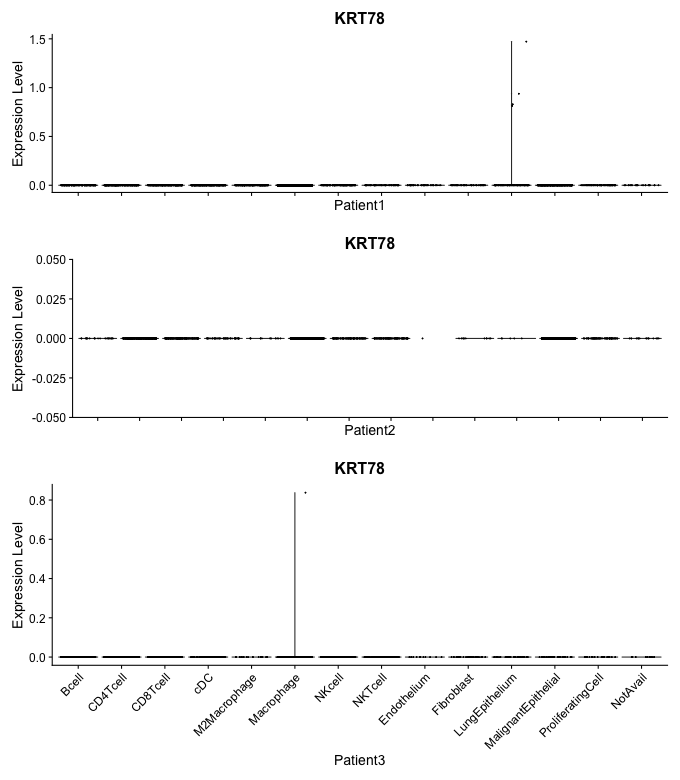 KRT78
Expression Level
1.5
1.0
0.5
0.0
Patient1
KRT78
Expression Level
0.050
0.025
0.000
-0.025
-0.050
Patient2
KRT78
Expression Level
0.8
0.6
0.4
0.2
0.0
Bcell
CD4Tcell
CD8Tcell
cDC
M2Macrophage
Macrophage
NKcell
NKTcell
Endothelium
Fibroblast
LungEpithelium
MalignantEpithelial
ProliferatingCell
NotAvail
Patient3